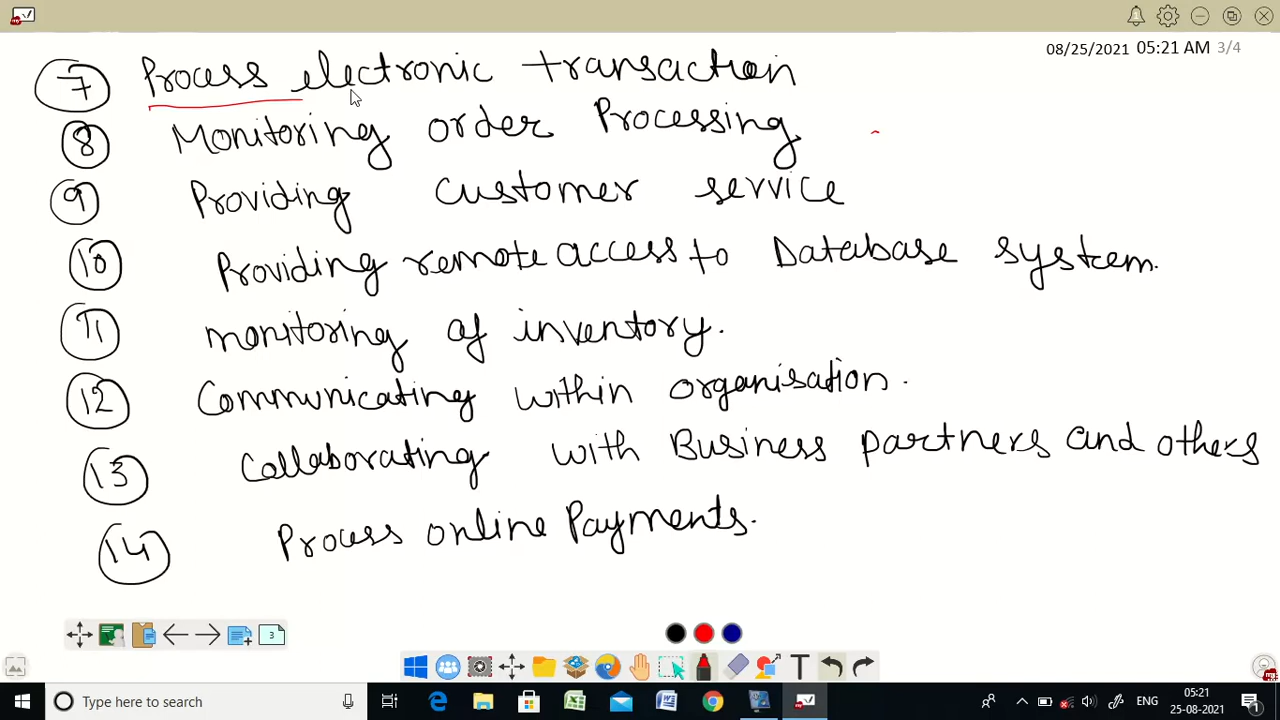 08/25/2021 05:21 AM 3/4
7 Process electronic transaction
8 Monitoring order Processing
9 Providing customer service
10 Providing remote access to Database system.
11 monitoring of inventory.
12 Communicating within organisation.
13 Collaborating with Business partners and others
14 Process online Payments.
3
Type here to search
ENG
05:21
25-08-2021